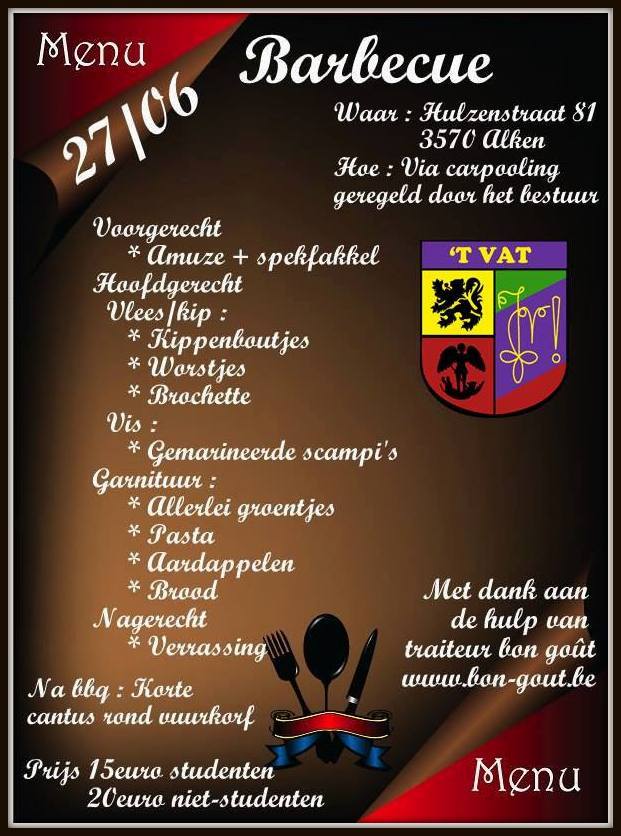 Menu
Barbecue
27/06
Waar : Hulzenstraat 81
3570 Alken
Hoe : Via carpooling
geregeld door het bestuur
Voorgerecht
* Amuze + spekfakkel
Hoofdgerecht
Vlees/kip :
* Kippenboutjes
* Worstjes
* Brochette
Vis :
* Gemarineerde scampi's
Garnituur :
* Allerlei groentjes
* Pasta
* Aardappelen
* Brood
Nagerecht
* Verrassing
Na bbq : Korte
cantus rond vuurkorf
Prijs 15euro studenten
20euro niet-studenten
'T VAT
Met dank aan
de hulp van
traiteur bon goût
www.bon-gout.be
Menu